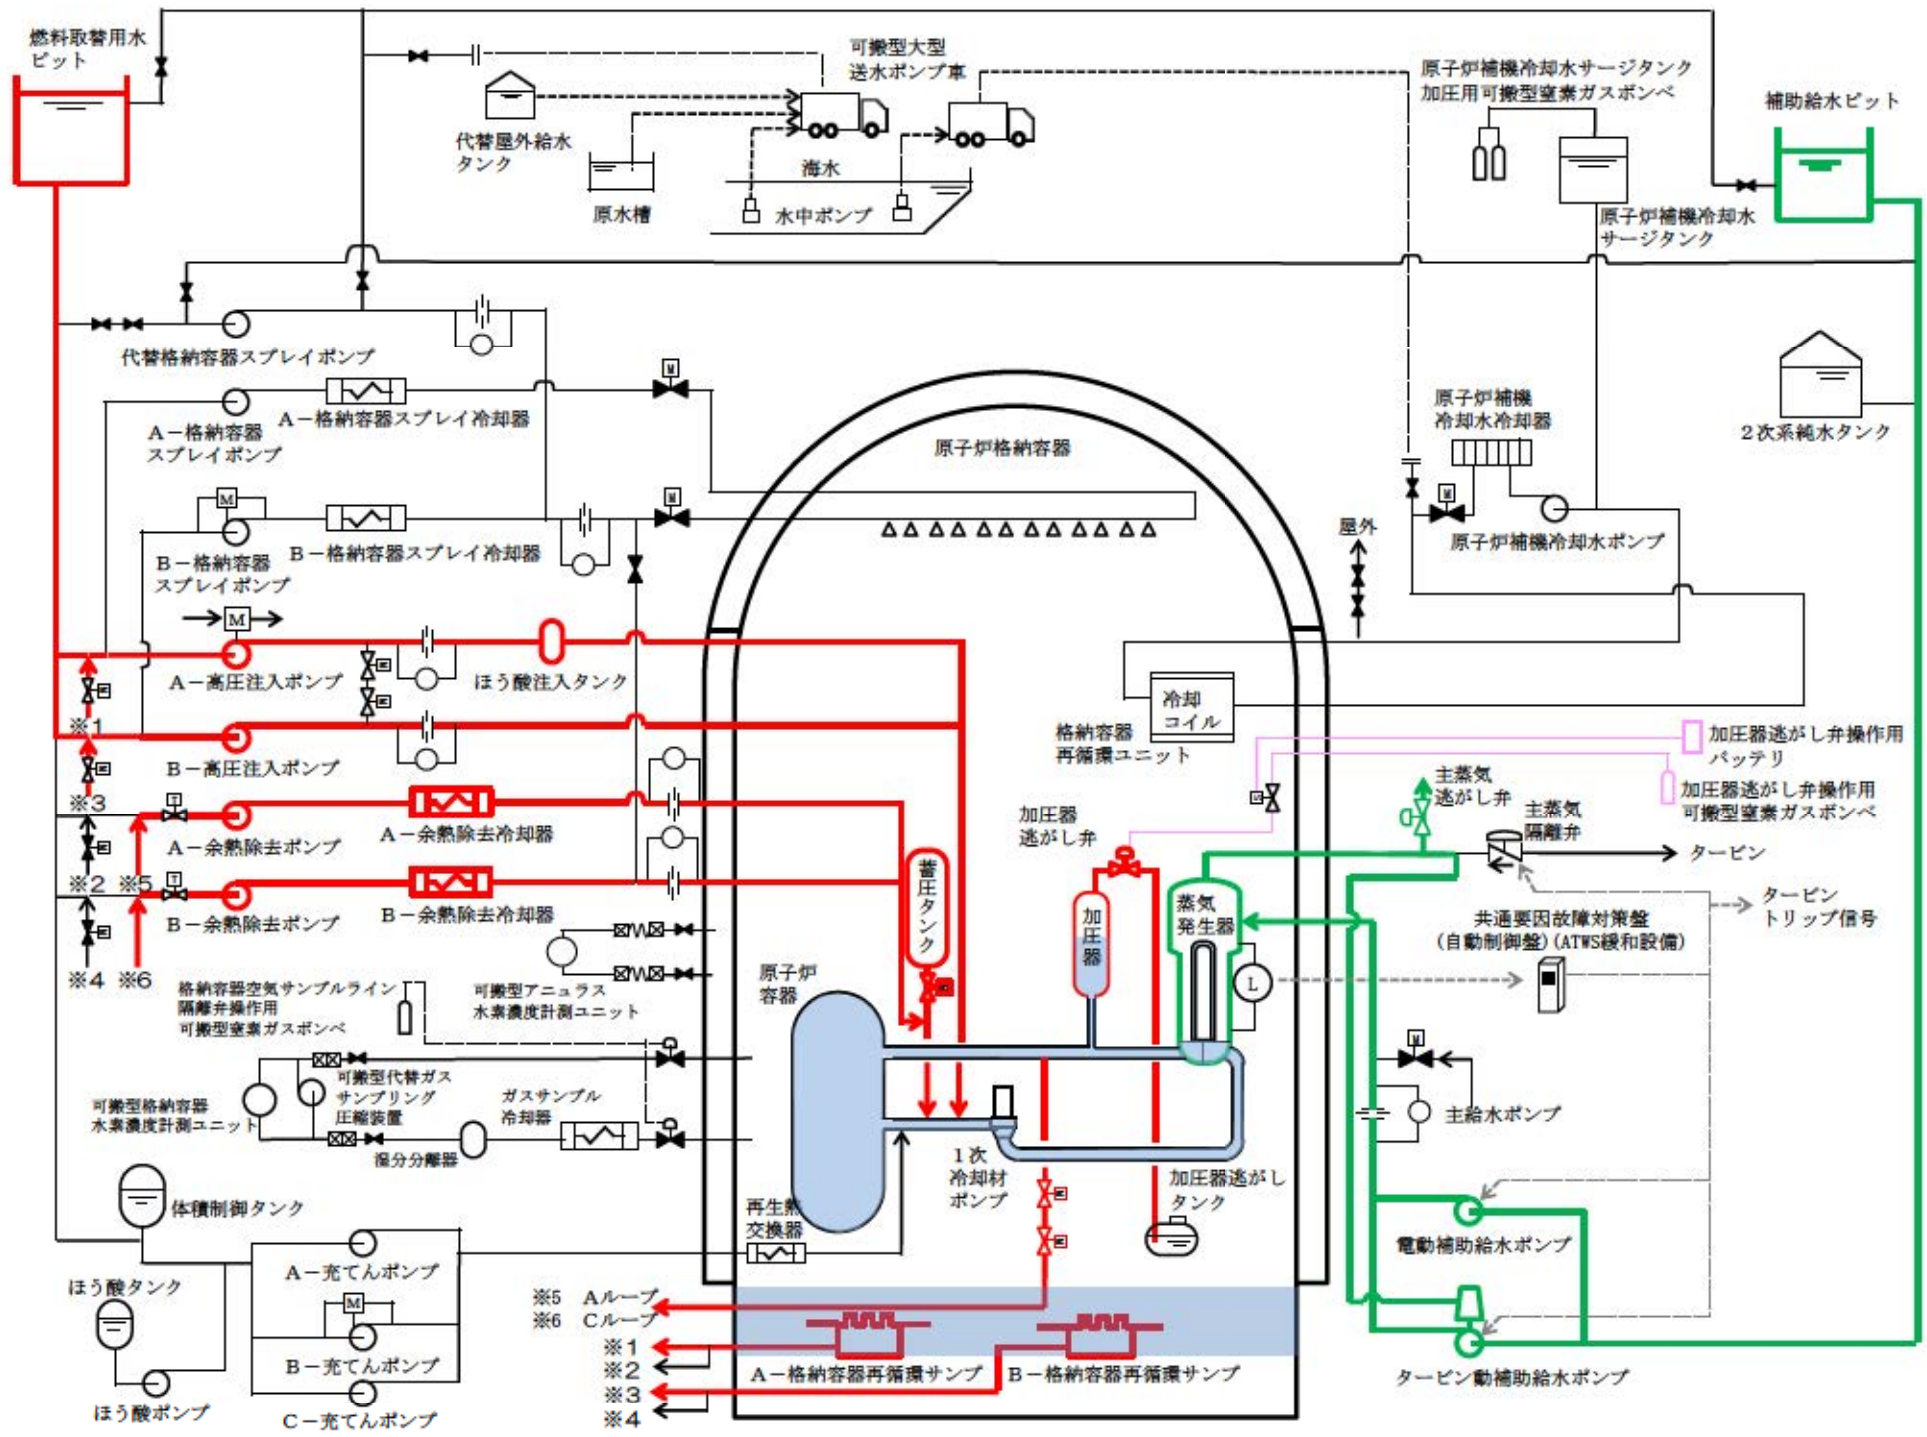 燃料取替用水
ピット
可搬型大型
送水ポンプ車
代替屋外給水
タンク
原水槽
海水
水中ポンプ
原子炉補機冷却水サージタンク
加圧用可搬型窒素ガスボンベ
原子炉補機冷却水
サージタンク
補助給水ピット
代替格納容器スプレイポンプ
A－格納容器スプレイ冷却器
A－格納容器
スプレイポンプ
M
M
B－格納容器スプレイ冷却器
B－格納容器
スプレイポンプ
M
原子炉格納容器
原子炉補機
冷却水冷却器
M
原子炉補機冷却水ポンプ
2次系純水タンク
屋外
M
A－高圧注入ポンプ
ほう酸注入タンク
※1
B－高圧注入ポンプ
※3
A－余熱除去冷却器
A－余熱除去ポンプ
T
※2
※5
T
B－余熱除去冷却器
B－余熱除去ポンプ
※4
※6
冷却
コイル
格納容器
再循環ユニット
加圧器逃がし弁操作用
バッテリ
加圧器逃がし弁操作用
可搬型窒素ガスボンベ
S
加圧器
逃がし弁
主蒸気
逃がし弁
主蒸気
隔離弁
タービン
タービン
トリップ信号
共通要因故障対策盤
(自動制御盤)(ATWS緩和設備)
蓄圧タンク
加圧器
蒸気
発生器
L
原子炉
容器
可搬型アニュラス
水素濃度計測ユニット
格納容器空気サンプルライン
隔離弁操作用
可搬型窒素ガスボンベ
可搬型代替ガス
サンプリング
圧縮装置
ガスサンプル
冷却器
可搬型格納容器
水素濃度計測ユニット
湿分分離器
M
主給水ポンプ
1次
冷却材
ポンプ
加圧器逃がし
タンク
体積制御タンク
再生熱
交換器
電動補助給水ポンプ
A－充てんポンプ
ほう酸タンク
M
B－充てんポンプ
ほう酸ポンプ
C－充てんポンプ
※5 Aループ
※6 Cループ
※1
※2
※3
※4
A－格納容器再循環サンプ
B－格納容器再循環サンプ
タービン動補助給水ポンプ